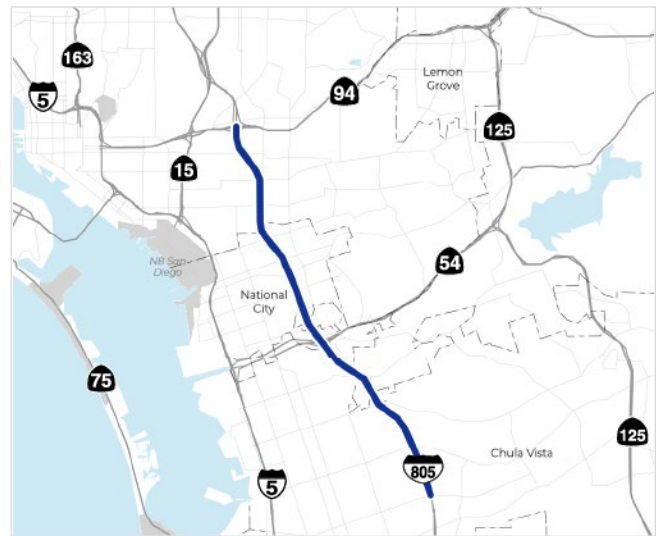 163
5
94
Lemon
Grove
125
15
NB San
Diego
54
National
City
75
125
Chula Vista
805
5